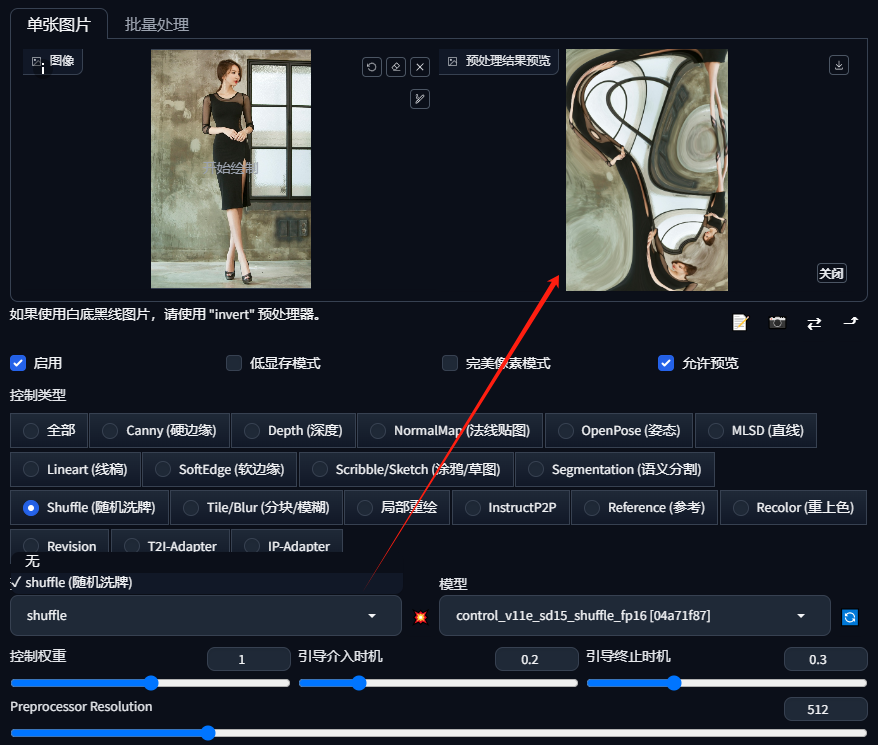 单张图片
批量处理
图像
预处理结果预览
开始绘制
关闭
如果使用白底黑线图片，请使用 "invert" 预处理器。
启用
低显存模式
完美像素模式
允许预览
控制类型
全部
Canny (硬边缘)
Depth (深度)
NormalMap (法线贴图)
OpenPose (姿态)
MLSD (直线)
Lineart (线稿)
SoftEdge (软边缘)
Scribble/Sketch (涂鸦/草图)
Segmentation (语义分割)
Shuffle (随机洗牌)
Tile/Blur (分块/模糊)
局部重绘
InstructP2P
Reference (参考)
Recolor (重上色)
Revision
T2I-Adapter
IP-Adapter
无
✓ shuffle (随机洗牌)
模型
shuffle
control_v11e_sd15_shuffle_fp16 [04a71f87]
控制权重
1
引导介入时机
0.2
引导终止时机
0.3
Preprocessor Resolution
512